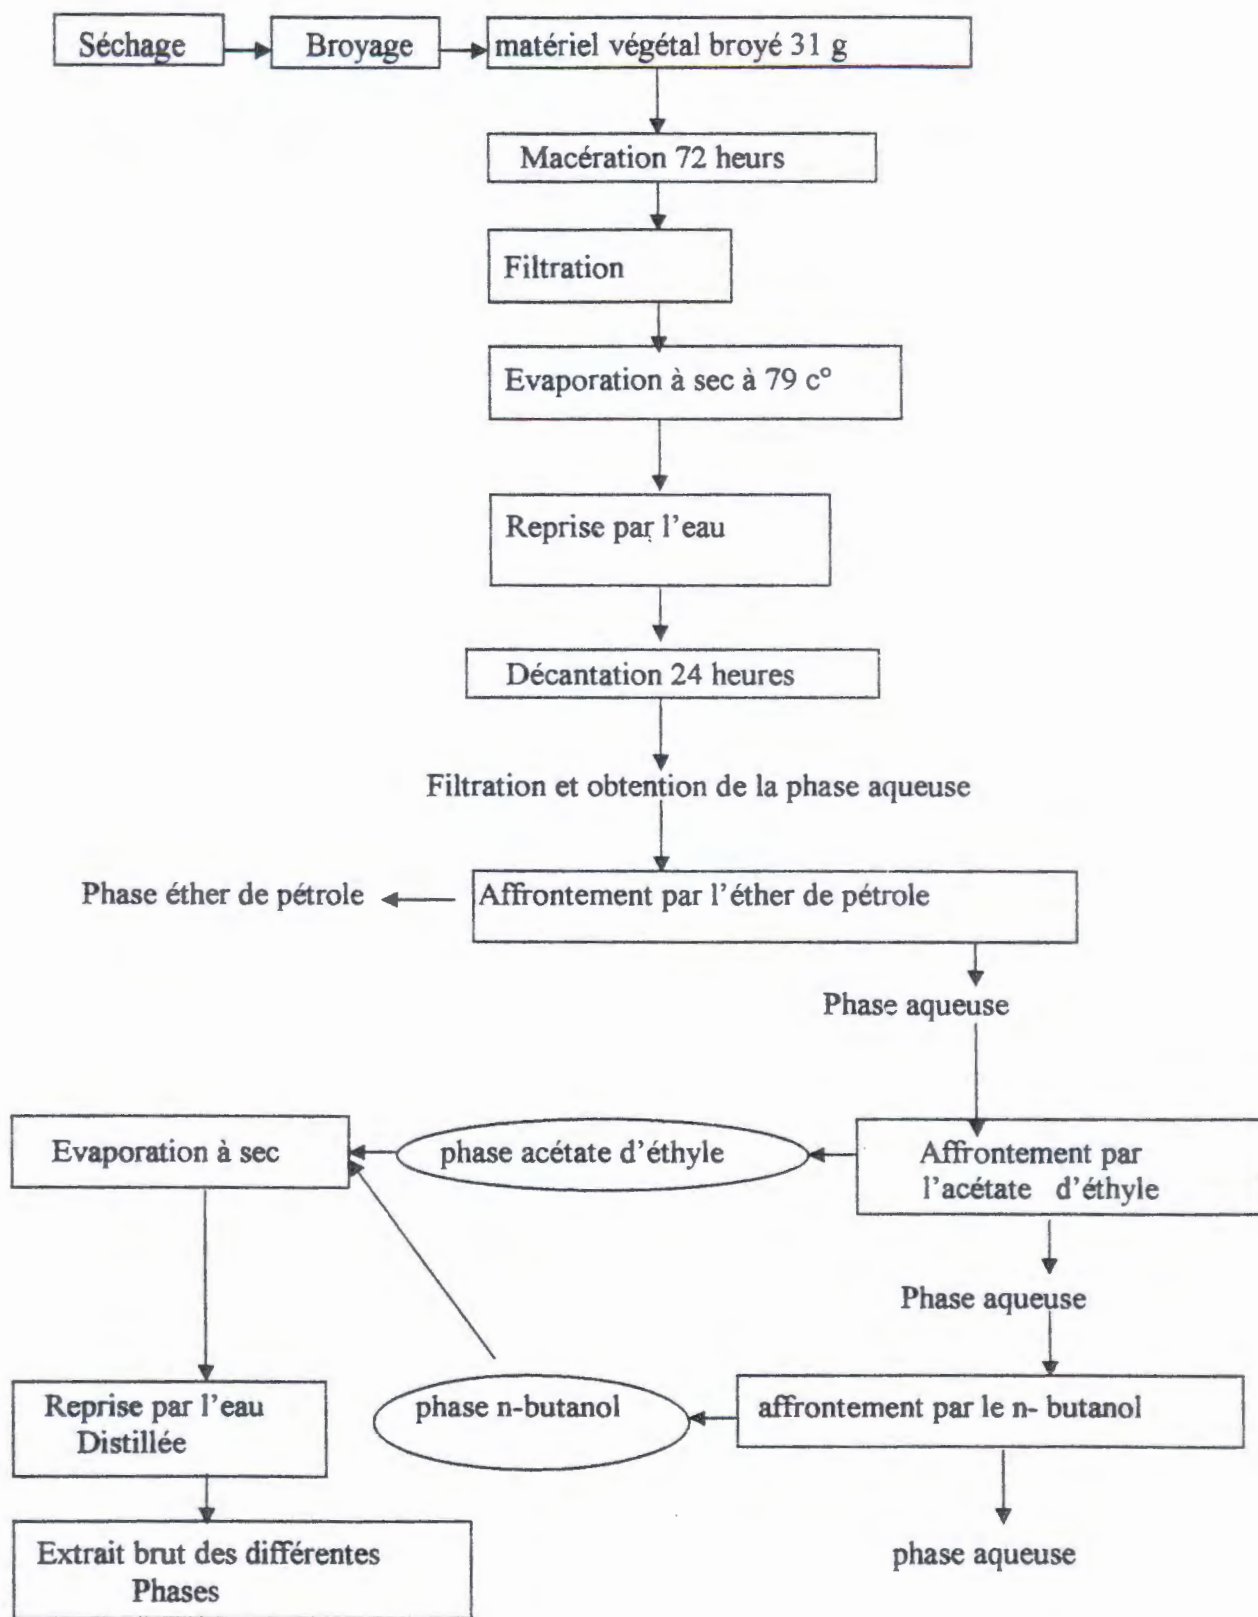 Séchage
Broyage
matériel végétal broyé 31 g
Macération 72 heurs
Filtration
Evaporation à sec à 79 c°
Reprise par l'eau
Décantation 24 heures
Filtration et obtention de la phase aqueuse
Phase éther de pétrole
Affrontement par l'éther de pétrole
Phase aqueuse
Evaporation à sec
phase acétate d'éthyle
Affrontement par
l'acétate d'éthyle
Phase aqueuse
Reprise par l'eau
Distillée
phase n-butanol
affrontement par le n- butanol
Extrait brut des différentes
Phases
phase aqueuse